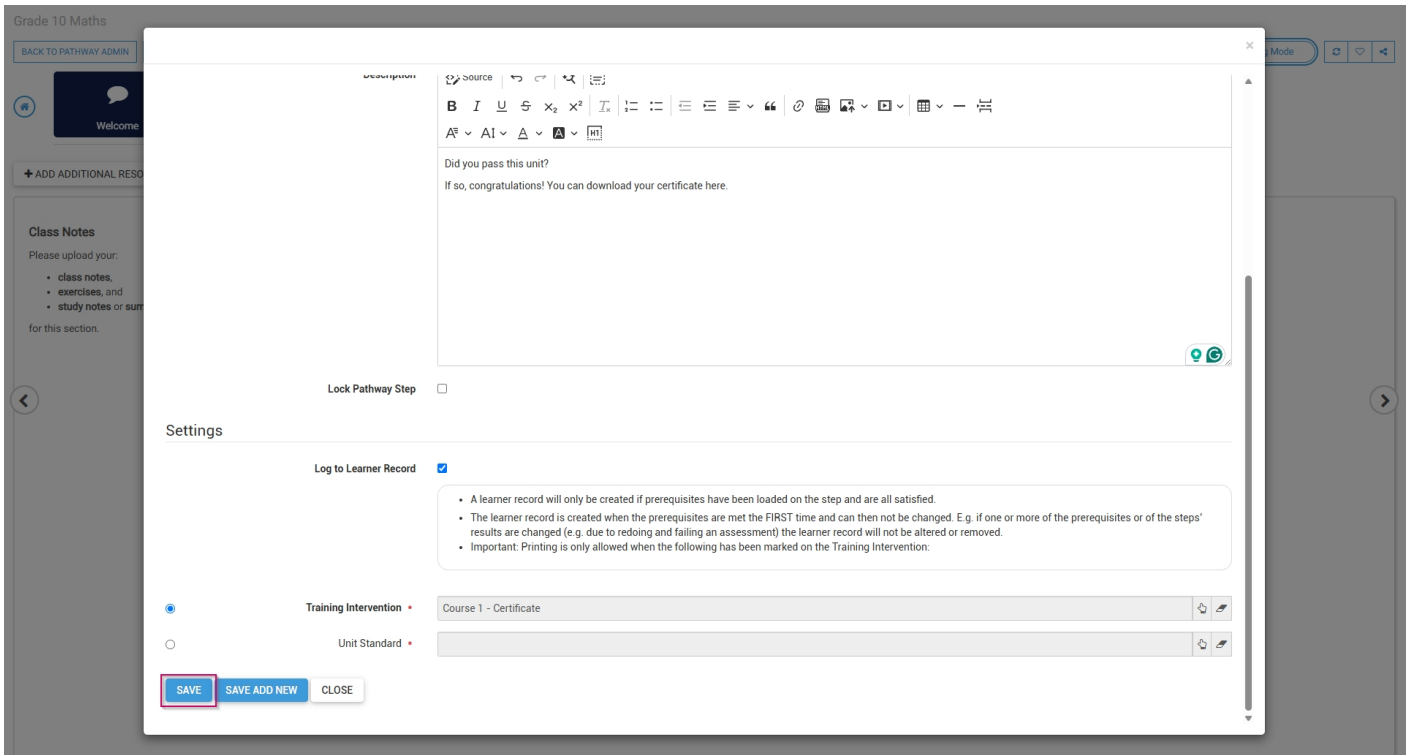 Grade 10 Maths
BACK TO PATHWAY ADMIN
Mode
×
Welcome
+ ADD ADDITIONAL RESO
Class Notes
Please upload your:
• class notes,
• exercises, and
• study notes or sum
for this section.
Description
Source
B I U S x₂ x² Tx
A AI A A H1
Did you pass this unit?
If so, congratulations! You can download your certificate here.
Lock Pathway Step
Settings
Log to Learner Record
• A learner record will only be created if prerequisites have been loaded on the step and are all satisfied.
• The learner record is created when the prerequisites are met the FIRST time and can then not be changed. E.g. if one or more of the prerequisites or of the steps'
results are changed (e.g. due to redoing and failing an assessment) the learner record will not be altered or removed.
• Important: Printing is only allowed when the following has been marked on the Training Intervention:
Training Intervention •
Course 1 - Certificate
Unit Standard •
SAVE
SAVE ADD NEW
CLOSE